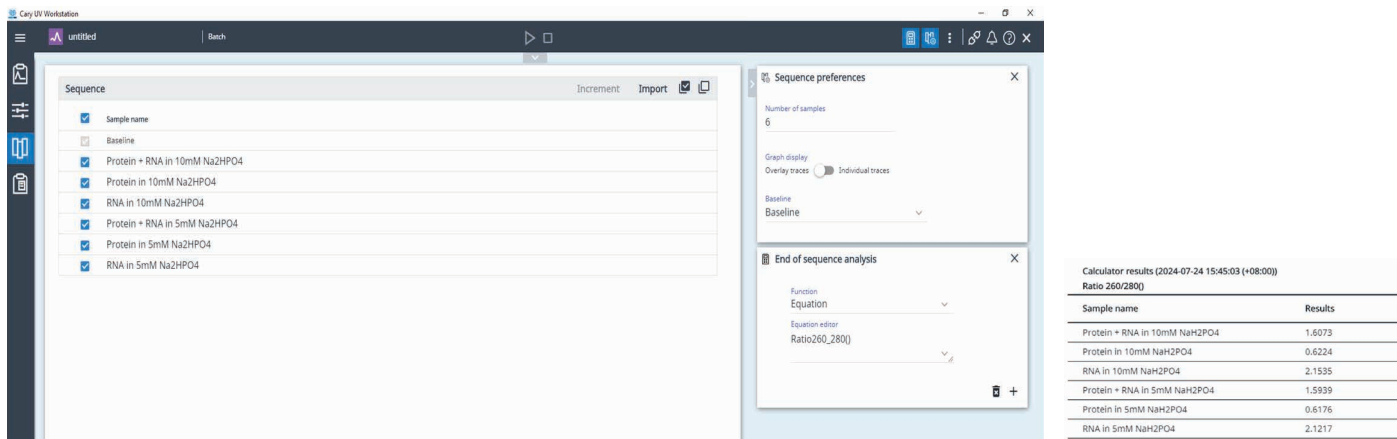 Cary UV Workstation
untitled
Batch
Sequence
Increment
Import
Sample name
Baseline
Protein + RNA in 10mM Na2HPO4
Protein in 10mM Na2HPO4
RNA in 10mM Na2HPO4
Protein + RNA in 5mM Na2HPO4
Protein in 5mM Na2HPO4
RNA in 5mM Na2HPO4
Sequence preferences
Number of samples
6
Graph display
Overlay traces
Individual traces
Baseline
Baseline
End of sequence analysis
Function
Equation
Equation editor
Ratio260_280()
Calculator results (2024-07-24 15:45:03 (+08:00))
Ratio 260/280()
Sample name Results
Protein + RNA in 10mM NaH2PO4 1.6073
Protein in 10mM NaH2PO4 0.6224
RNA in 10mM NaH2PO4 2.1535
Protein + RNA in 5mM NaH2PO4 1.5939
Protein in 5mM NaH2PO4 0.6176
RNA in 5mM NaH2PO4 2.1217